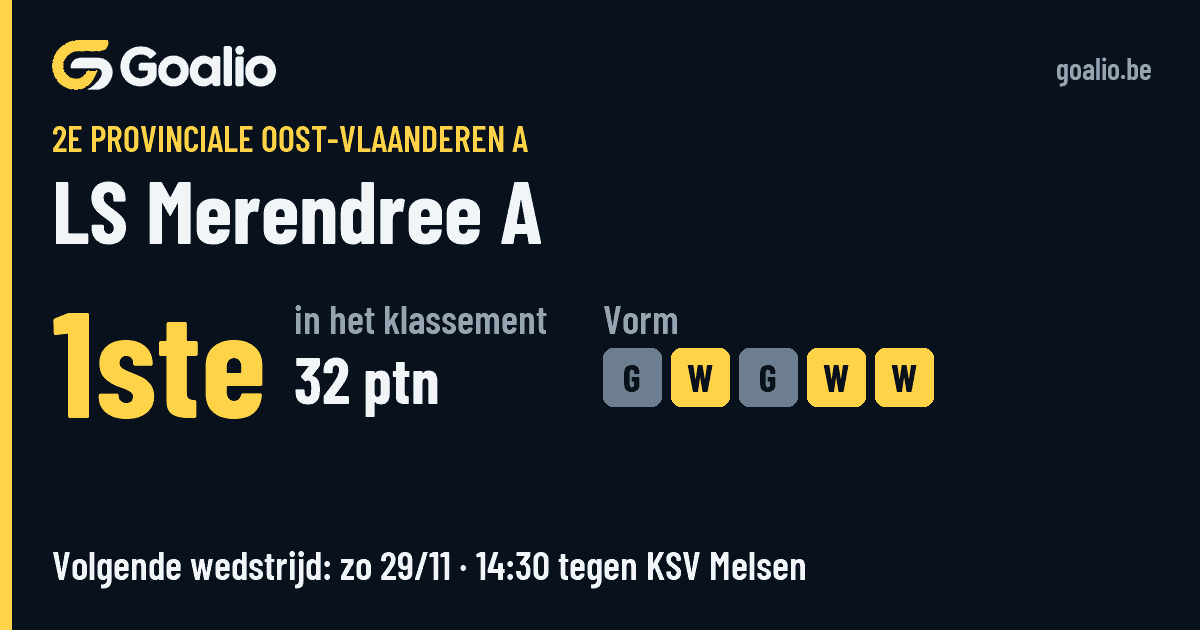 Goalio
goalio.be
2E PROVINCIALE OOST-VLAANDEREN A
LS Merendree A
1ste
in het klassement
32 ptn
Vorm
G W G W W
Volgende wedstrijd: zo 29/11 · 14:30 tegen KSV Melsen